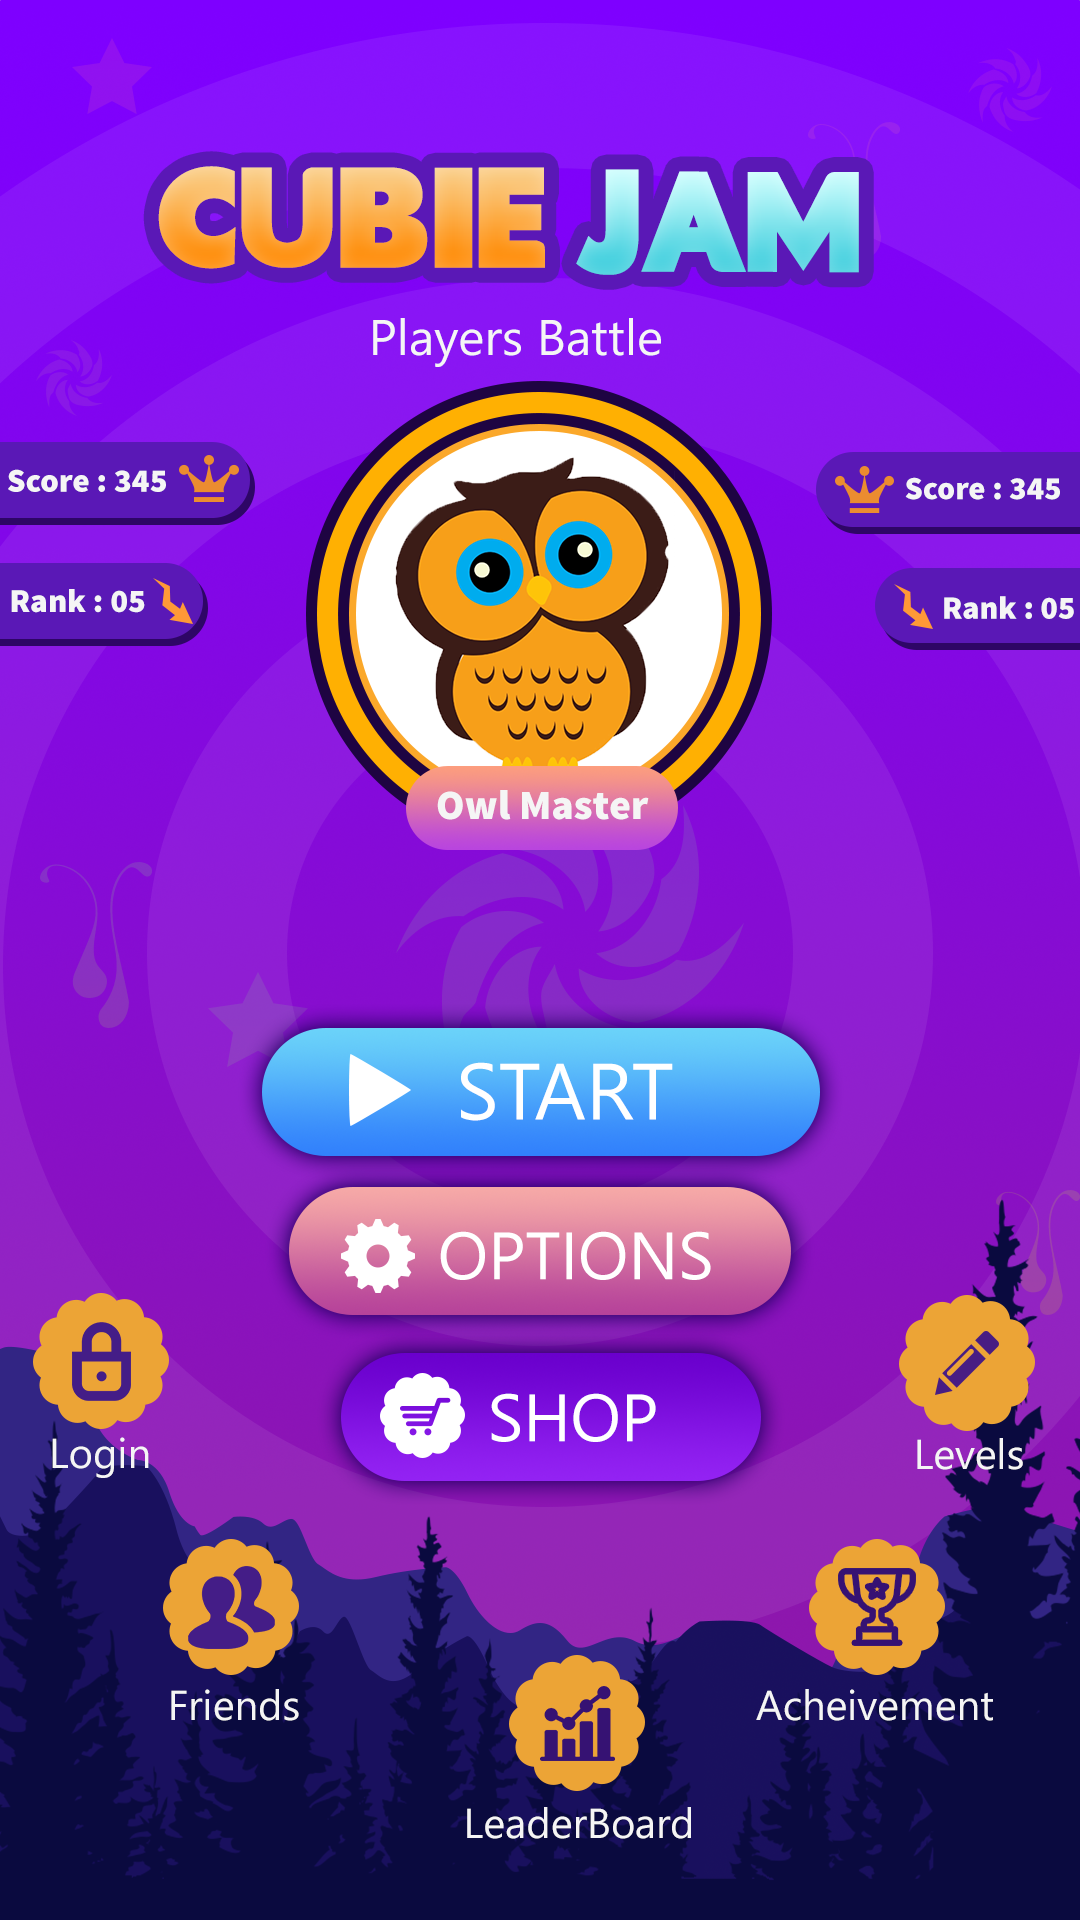 CUBIE JAM
Players Battle
Score : 345
Score : 345
Rank : 05
Rank : 05
Owl Master
START
OPTIONS
SHOP
Login
Levels
Friends
Acheivement
LeaderBoard